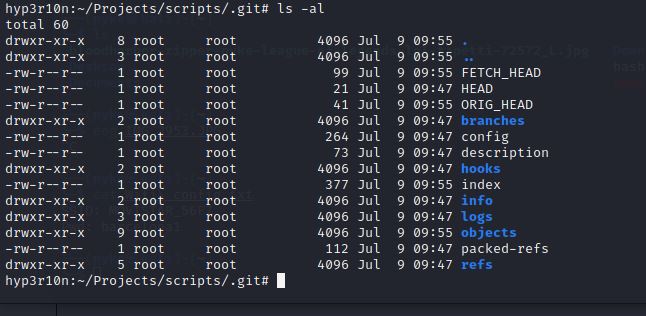 hyp3r10n:~/Projects/scripts/.git# ls -al
total 60
drwxr-xr-x 8 root root 4096 Jul 9 09:55 .
drwxr-xr-x 3 root root 4096 Jul 9 09:55 ..
-rw-r--r-- 1 root root 99 Jul 9 09:55 FETCH_HEAD
-rw-r--r-- 1 root root 21 Jul 9 09:47 HEAD
-rw-r--r-- 1 root root 41 Jul 9 09:55 ORIG_HEAD
drwxr-xr-x 2 root root 4096 Jul 9 09:47 branches
-rw-r--r-- 1 root root 264 Jul 9 09:47 config
-rw-r--r-- 1 root root 73 Jul 9 09:47 description
drwxr-xr-x 2 root root 4096 Jul 9 09:47 hooks
-rw-r--r-- 1 root root 377 Jul 9 09:55 index
drwxr-xr-x 2 root root 4096 Jul 9 09:47 info
drwxr-xr-x 3 root root 4096 Jul 9 09:47 logs
drwxr-xr-x 9 root root 4096 Jul 9 09:55 objects
-rw-r--r-- 1 root root 112 Jul 9 09:47 packed-refs
drwxr-xr-x 5 root root 4096 Jul 9 09:47 refs
hyp3r10n:~/Projects/scripts/.git#